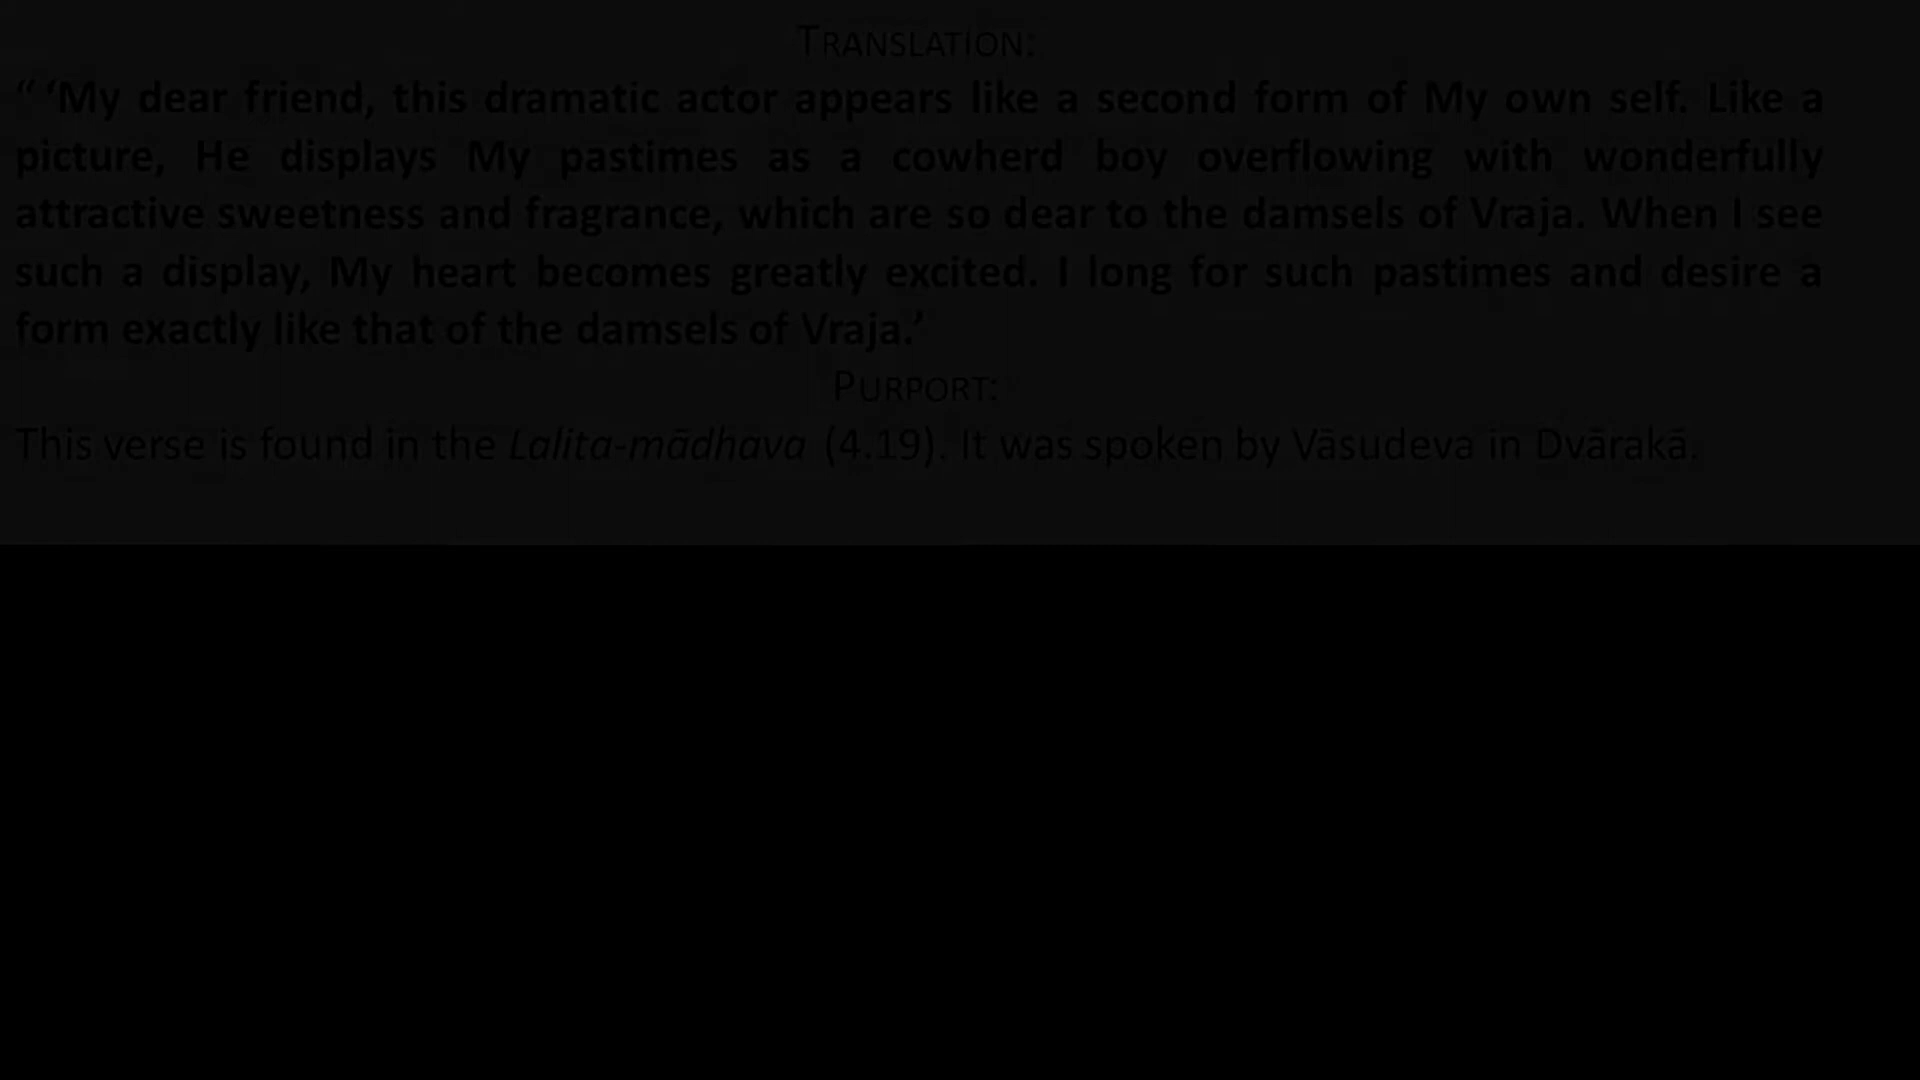 TRANSLATION:
“ ‘My dear friend, this dramatic actor appears like a second form of My own self. Like a
picture, He displays My pastimes as a cowherd boy overflowing with wonderfully
attractive sweetness and fragrance, which are so dear to the damsels of Vraja. When I see
such a display, My heart becomes greatly excited. I long for such pastimes and desire a
form exactly like that of the damsels of Vraja.’
PURPORT:
This verse is found in the Lalita-mādhava (4.19). It was spoken by Vāsudeva in Dvārakā.